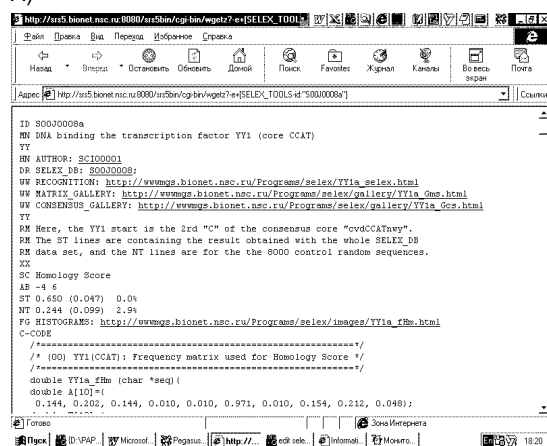 http://srs5.bionet.nsc.ru:8080/srs5bin/cgi-bin/wgetz?-e+[SELEX_TOOL
Файл Правка Вид Переход Избранное Справка
Назад Вперед Остановить Обновить Домой Поиск Favorites Журнал Каналы Во весь экран Почта
Адрес http://srs5.bionet.nsc.ru:8080/srs5bin/cgi-bin/wgetz?-e+[SELEX_TOOLS-id:"S00J0008a"] Ссылки
ID S00J0008a
MN DNA binding the transcription factor YY1 (core CCAT)
YY
HN AUTHOR: SCI00001
DR SELEX_DB: S00J0008;
WW RECOGNITION: http://wwwmgs.bionet.nsc.ru/Programs/selex/YY1a_selex.html
WW MATRIX_GALLERY: http://wwwmgs.bionet.nsc.ru/Programs/selex/gallery/YY1a_Gms.html
WW CONSENSUS_GALLERY: http://wwwmgs.bionet.nsc.ru/Programs/selex/gallery/YY1a_Gcs.html
YY
RM Here, the YY1 start is the 2rd "C" of the consensus core "cvdCCATnwy".
RM The ST lines are containing the result obtained with the whole SELEX_DB
RM data set, and the NT lines are for the the 8000 control random sequences.
XX
SC Homology Score
AB -4 6
ST 0.650 (0.047) 0.0%
NT 0.244 (0.099) 2.9%
FG HISTOGRAMS: http://wwwmgs.bionet.nsc.ru/Programs/selex/images/YY1a_fHm.html
C-CODE
/*===========================================================*/
/* (00) YY1(CCAT): Frequency matrix used for Homology Score */
/*===========================================================*/
double YY1a_fHm (char *seq){
double A[10]={
0.144, 0.202, 0.144, 0.010, 0.010, 0.971, 0.010, 0.154, 0.212, 0.048};
Готово Зона Интернета
Пуск D:\PAP... Microsof... Pegasus... http://... edit sele... Informati... Монито... 18:20